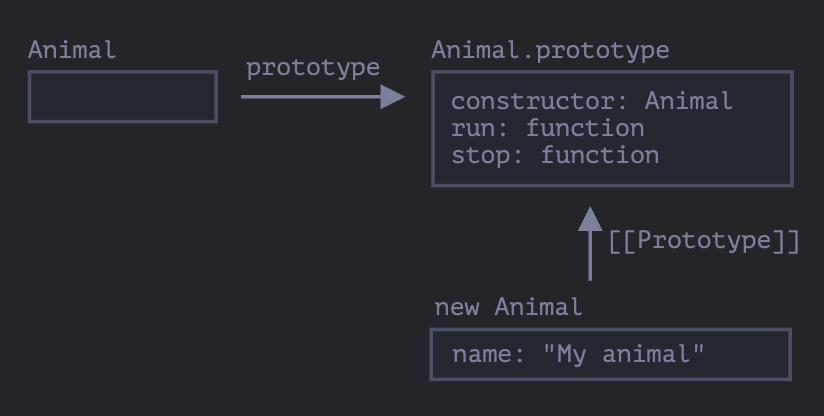 Animal
prototype
Animal.prototype
constructor: Animal
run: function
stop: function
[[Prototype]]
new Animal
name: "My animal"